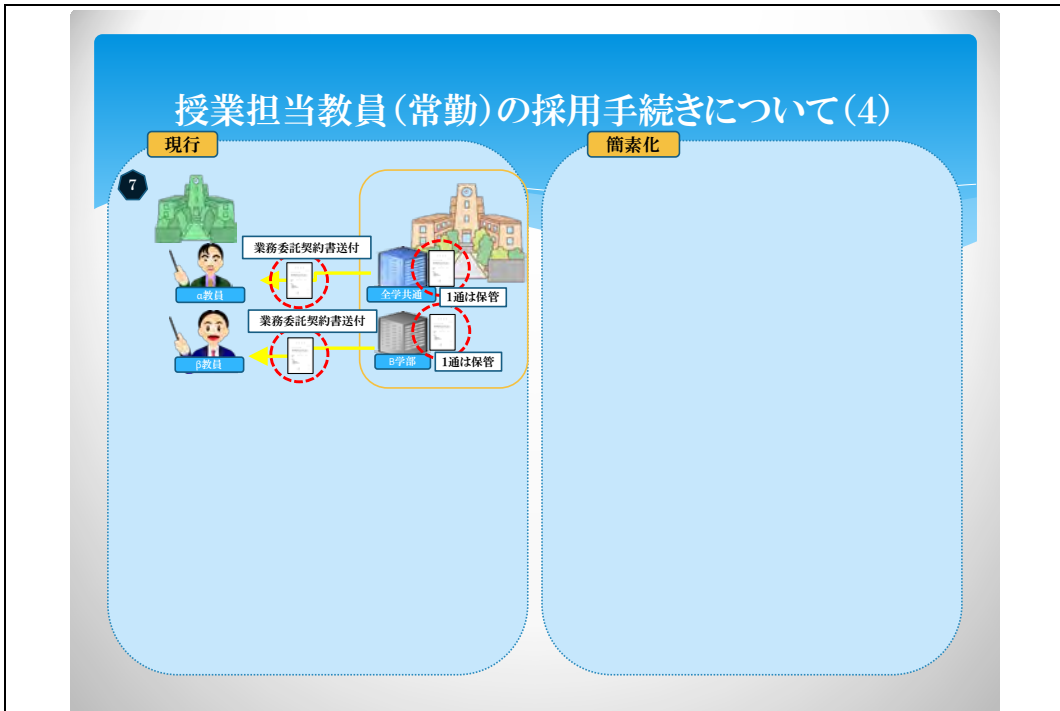 授業担当教員(常勤)の採用手続きについて(4)
現行
簡素化
7
業務委託契約書送付
α教員
全学共通
1通は保管
業務委託契約書送付
β教員
B学部
1通は保管